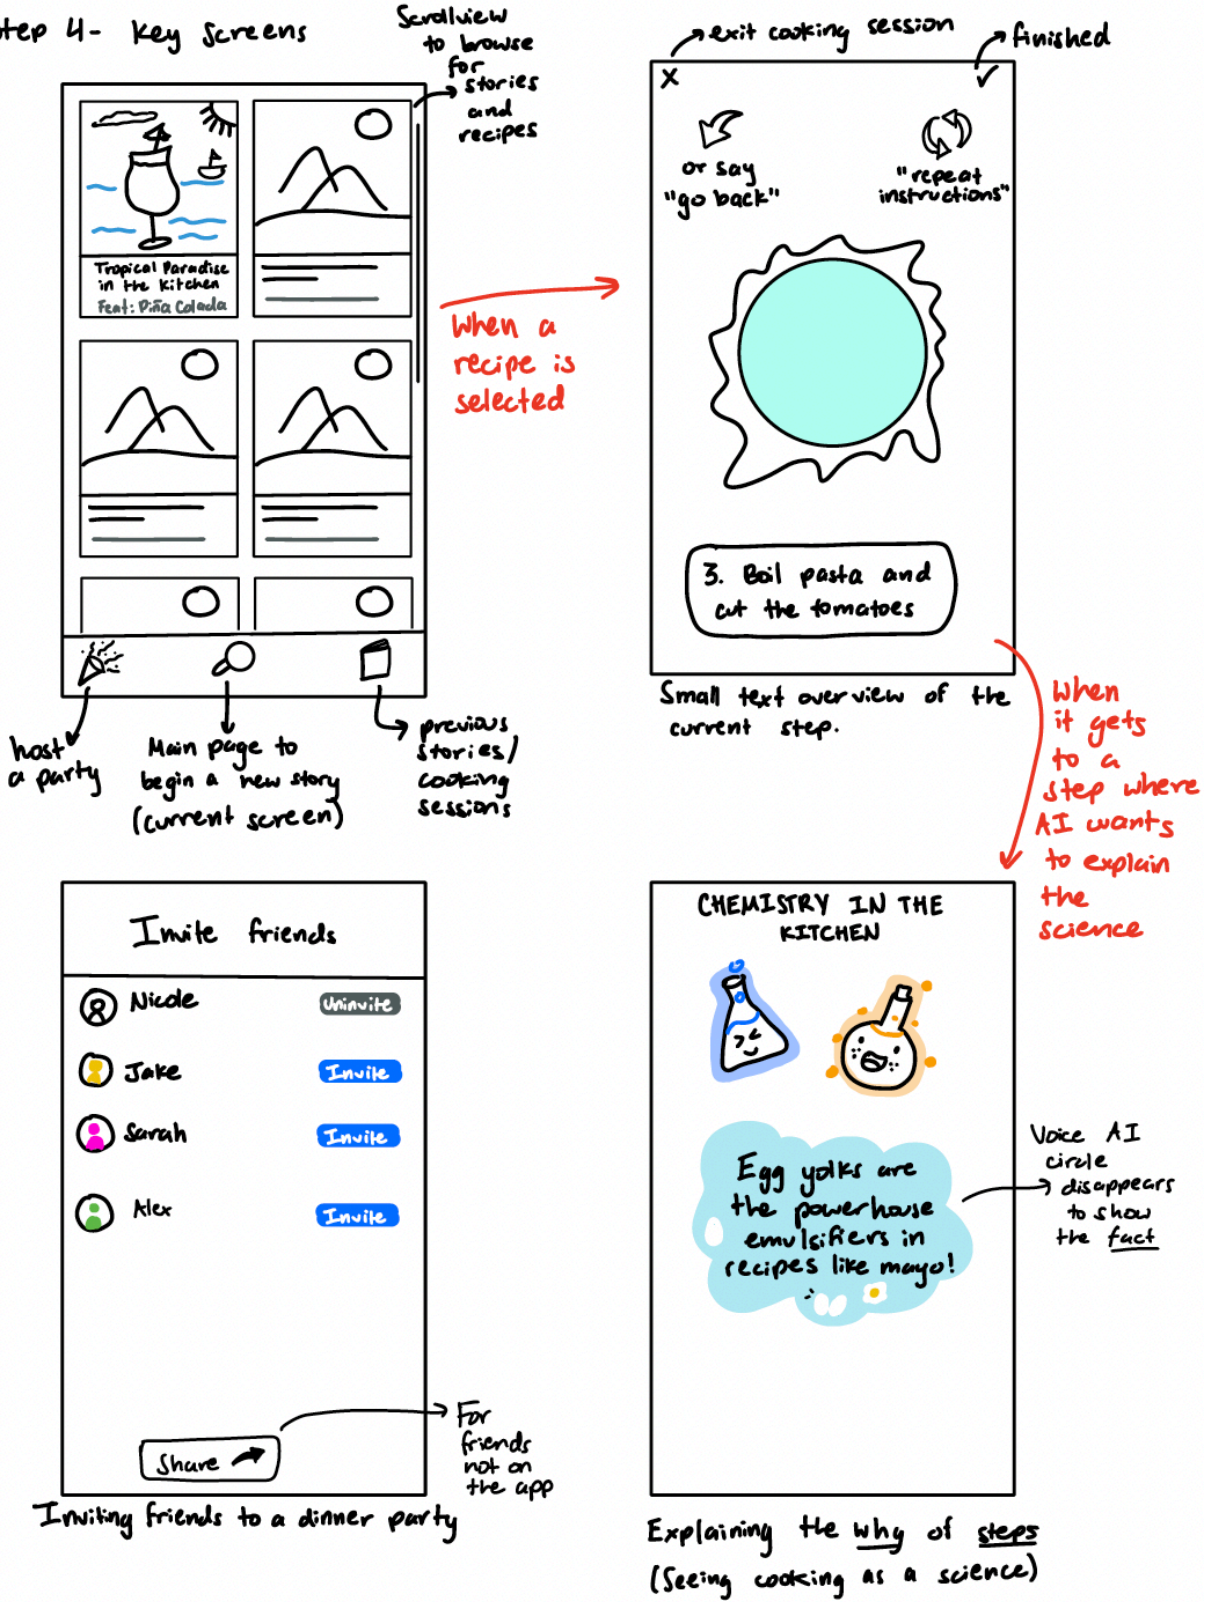 tep 4- Key Screens
Scrollview
to browse
for
stories
and
recipes
Tropical Paradise
in the Kitchen
Feat: Piña Colada
When a
recipe is
selected
host
a party
Main page to
begin a new story
(current screen)
previous
stories/
cooking
sessions
exit cooking session
finished
X
or say
"go back"
"repeat
instructions"
3. Boil pasta and
cut the tomatoes
Small text overview of the
current step.
When
it gets
to a
step where
AI wants
to explain
the
science
Invite friends
Nicole
Uninvite
Jake
Invite
Sarah
Invite
Alex
Invite
Share
For
friends
not on
the app
Inviting friends to a dinner party
CHEMISTRY IN THE
KITCHEN
Egg yolks are
the powerhouse
emulsifiers in
recipes like mayo!
Voice AI
circle
disappears
to show
the fact
Explaining the why of steps
(Seeing cooking as a science)